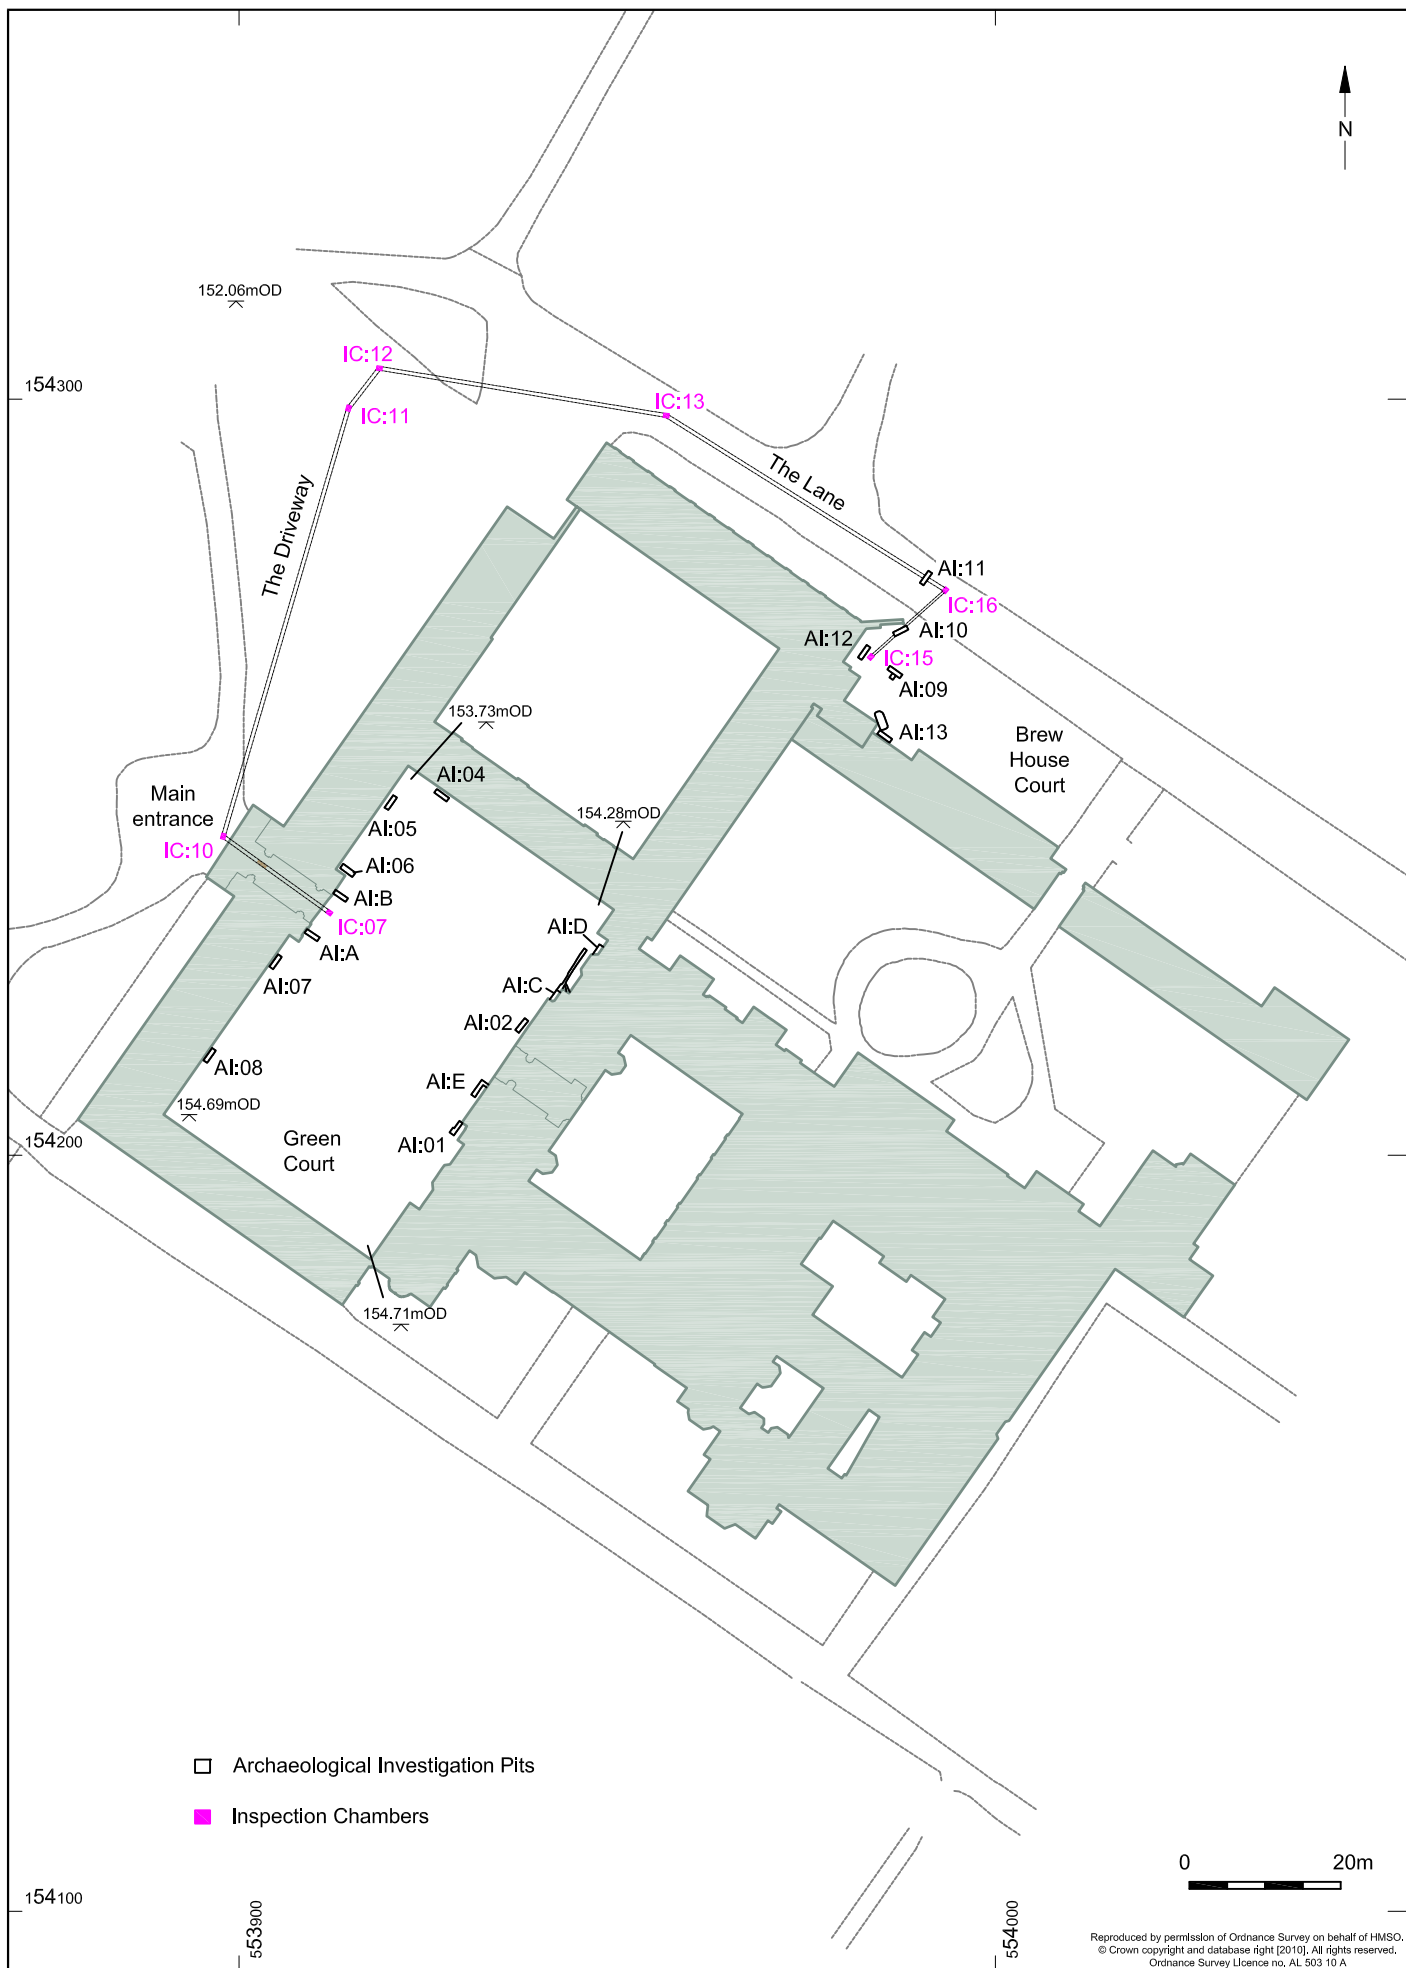 N
152.06mOD
IC:12
154300
IC:13
IC:11
The Lane
The Driveway
AI:11
IC:16
AI:10
AI:12
IC:15
AI:09
153.73mOD
AI:13
Brew
House
Court
AI:04
Main
entrance
154.28mOD
AI:05
IC:10
AI:06
AI:B
IC:07
AI:D
AI:A
AI:07
AI:C
AI:02
AI:08
AI:E
154.69mOD
Green
Court
AI:01
154200
154.71mOD
Archaeological Investigation Pits
Inspection Chambers
0 20m
154100
553900
554000
Reproduced by permission of Ordnance Survey on behalf of HMSO.
© Crown copyright and database right [2010]. All rights reserved.
Ordnance Survey Licence no. AL 503 10 A